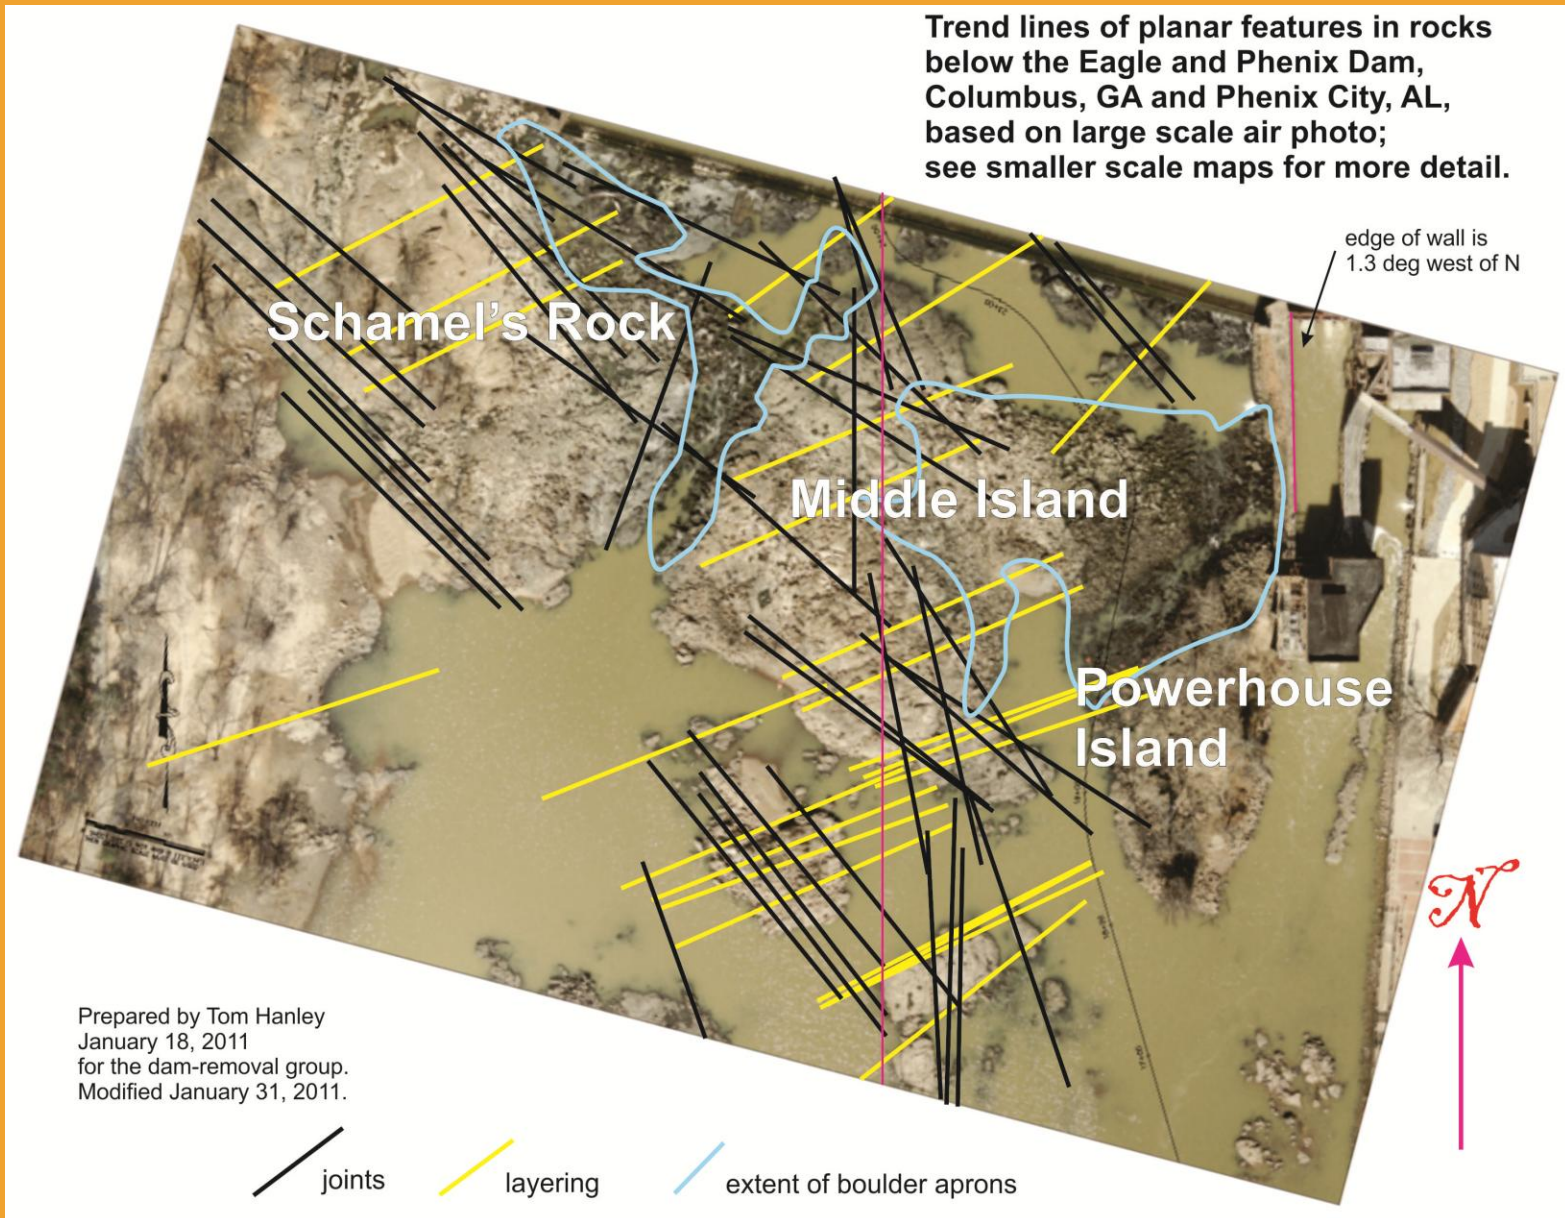 Trend lines of planar features in rocks
below the Eagle and Phenix Dam,
Columbus, GA and Phenix City, AL,
based on large scale air photo;
see smaller scale maps for more detail.
edge of wall is
1.3 deg west of N
Schamel's Rock
23+00
Middle Island
Powerhouse
Island
N
Prepared by Tom Hanley
January 18, 2011
for the dam-removal group.
Modified January 31, 2011.
joints
layering
extent of boulder aprons